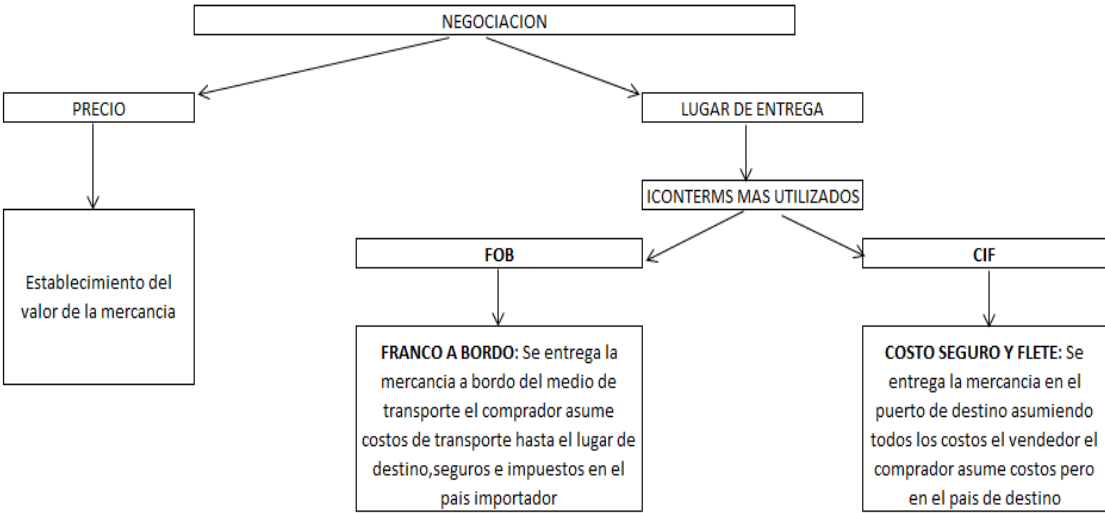 NEGOCIACION
PRECIO
LUGAR DE ENTREGA
ICONTERMS MAS UTILIZADOS
Establecimiento del
valor de la mercancia
FOB
CIF
FRANCO A BORDO: Se entrega la
mercancia a bordo del medio de
transporte el comprador asume
costos de transporte hasta el lugar de
destino,seguros e impuestos en el
pais importador
COSTO SEGURO Y FLETE: Se
entrega la mercancia en el
puerto de destino asumiendo
todos los costos el vendedor el
comprador asume costos pero
en el pais de destino